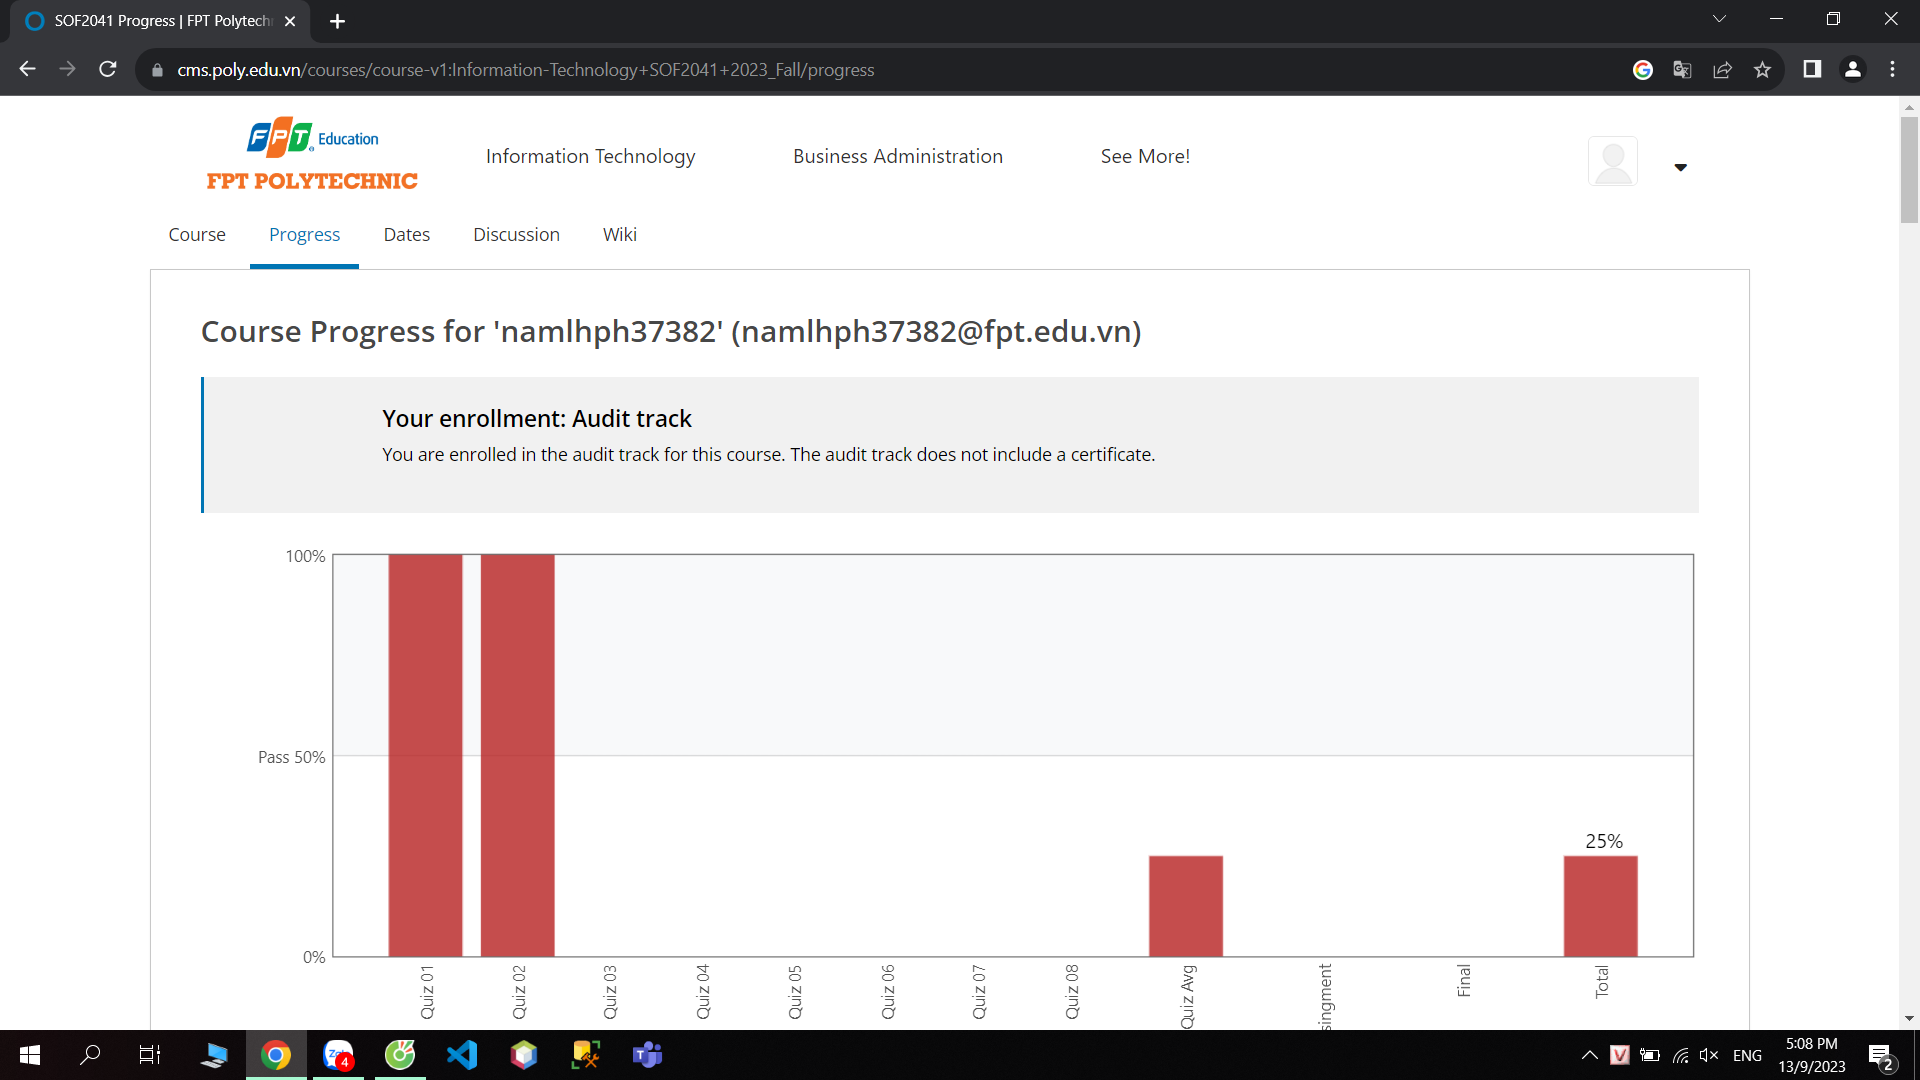 SOF2041 Progress | FPT Polytech
cms.poly.edu.vn/courses/course-v1:Information-Technology+SOF2041+2023_Fall/progress
FPT Education
FPT POLYTECHNIC
Information Technology
Business Administration
See More!
Course
Progress
Dates
Discussion
Wiki
Course Progress for 'namlhph37382' (namlhph37382@fpt.edu.vn)
Your enrollment: Audit track
You are enrolled in the audit track for this course. The audit track does not include a certificate.
100%
Pass 50%
0%
25%
Quiz 01
Quiz 02
Quiz 03
Quiz 04
Quiz 05
Quiz 06
Quiz 07
Quiz 08
Quiz Avg
singment
Final
Total
4
ENG
5:08 PM
13/9/2023
2